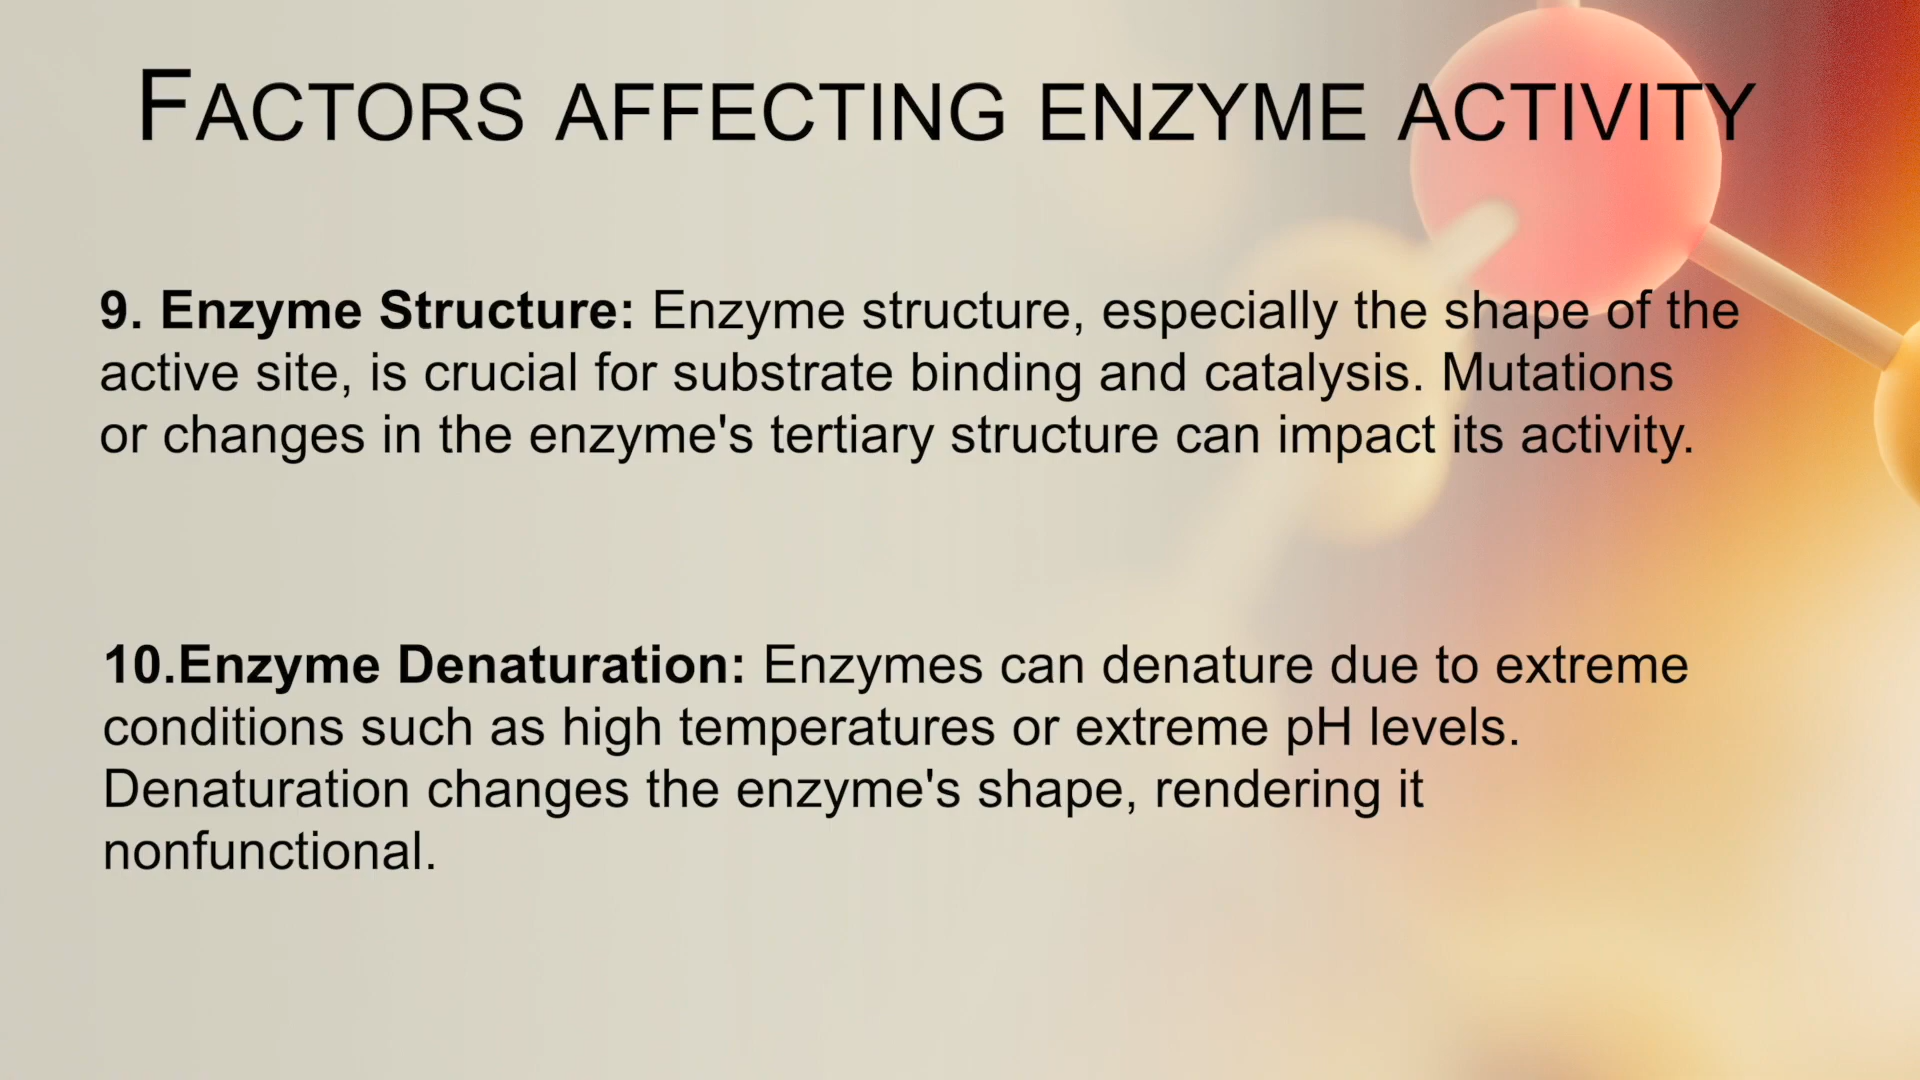 Factors affecting enzyme activity
9. Enzyme Structure: Enzyme structure, especially the shape of the
active site, is crucial for substrate binding and catalysis. Mutations
or changes in the enzyme's tertiary structure can impact its activity.
10.Enzyme Denaturation: Enzymes can denature due to extreme
conditions such as high temperatures or extreme pH levels.
Denaturation changes the enzyme's shape, rendering it
nonfunctional.